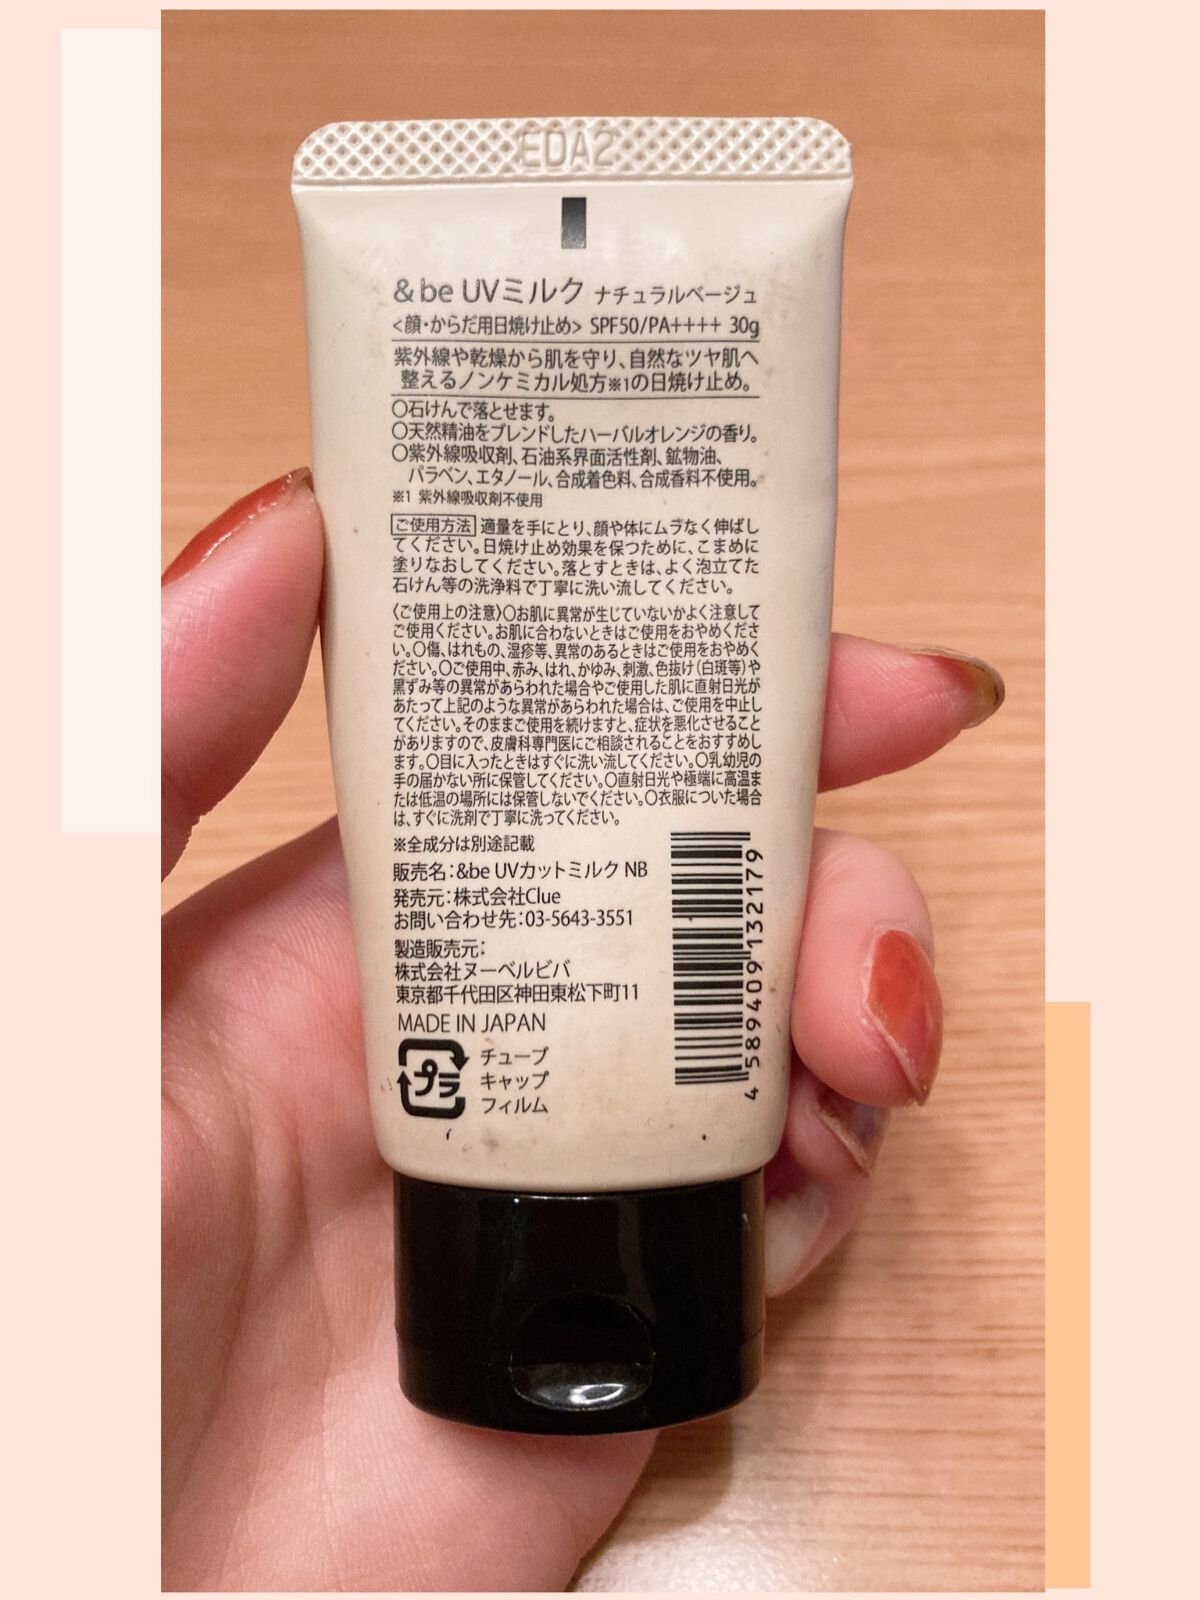 EDA2
&be UVミルク ナチュラルベージュ
<顔・からだ用日焼け止め> SPF50/PA++++ 30g
紫外線や乾燥から肌を守り、自然なツヤ肌へ
整えるノンケミカル処方※1の日焼け止め。
○石けんで落とせます。
○天然精油をブレンドしたハーバルオレンジの香り。
○紫外線吸収剤、石油系界面活性剤、鉱物油、
パラベン、エタノール、合成着色料、合成香料不使用。
※1 紫外線吸収剤不使用
ご使用方法 適量を手にとり、顔や体にムラなく伸ばし
てください。日焼け止め効果を保つために、こまめに
塗りなおしてください。落とすときは、よく泡立てた
石けん等の洗浄料で丁寧に洗い流してください。
〈ご使用上の注意〉○お肌に異常が生じていないかよく注意して
ご使用ください。お肌に合わないときはご使用をおやめくださ
い。○傷、はれもの、湿疹等、異常のあるときはご使用をおやめく
ださい。○ご使用中、赤み、はれ、かゆみ、刺激、色抜け(白斑等)や
黒ずみ等の異常があらわれた場合やご使用した肌に直射日光が
あたって上記のような異常があらわれた場合は、ご使用を中止し
てください。そのままご使用を続けますと、症状を悪化させること
がありますので、皮膚科専門医にご相談されることをおすすめし
ます。○目に入ったときはすぐに洗い流してください。○乳幼児の
手の届かない所に保管してください。○直射日光や極端に高温ま
たは低温の場所には保管しないでください。○衣服についた場合
は、すぐに洗剤で丁寧に洗ってください。
※全成分は別途記載
販売名:&be UVカットミルク NB
発売元:株式会社Clue
お問い合わせ先:03-5643-3551
製造販売元:
株式会社ヌーベルビバ
東京都千代田区神田東松下町11
MADE IN JAPAN
プラ
チューブ
キャップ
フィルム
4 589409 132179